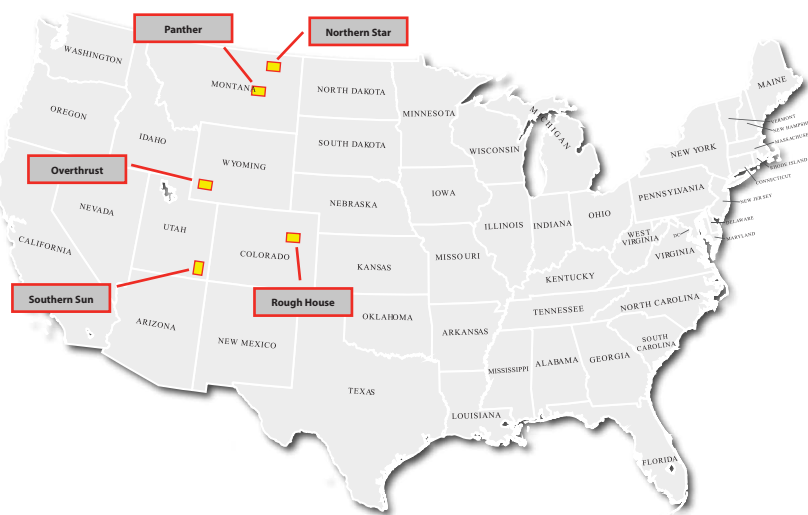 Panther
Northern Star
WASHINGTON
MONTANA
NORTH DAKOTA
MINNESOTA
MICHIGAN
MAINE
OREGON
IDAHO
VERMONT
NEW HAMPSHI
MASSACHUS
SOUTH DAKOTA
WISCONSIN
NEW YORK
RHODE ISLAND
CONNECTICUT
Overthrust
WYOMING
IOWA
PENNSYLVANIA
NEW JERSEY
NEVADA
NEBRASKA
ILLINOIS
INDIANA
OHIO
DELAWARE
UTAH
DC
MARYLAND
CALIFORNIA
COLORADO
KANSAS
MISSOURI
WEST
VIRGINIA
VIRGINIA
KENTUCKY
Southern Sun
Rough House
NORTH CAROLINA
OKLAHOMA
TENNESSEE
ARIZONA
NEW MEXICO
ARKANSAS
SOUTH
CAROLINA
MISSISSIPPI
ALABAMA
GEORGIA
TEXAS
LOUISIANA
FLORIDA